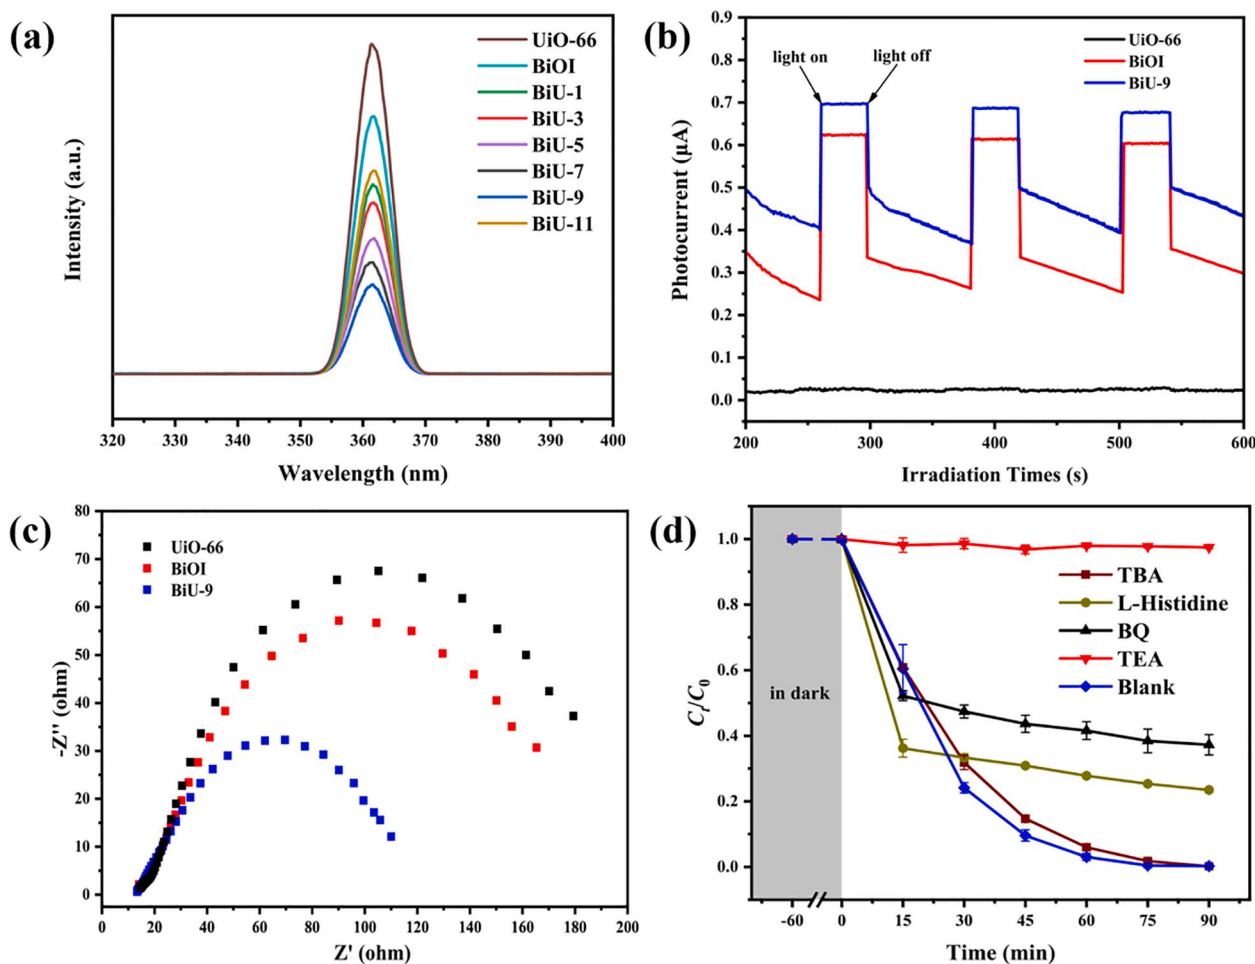 (a)
UiO-66
BiOI
BiU-1
BiU-3
BiU-5
BiU-7
BiU-9
BiU-11
Intensity (a.u.)
320 330 340 350 360 370 380 390 400
Wavelength (nm)
(b)
UiO-66
BiOI
BiU-9
light on
light off
0.9
0.8
0.7
0.6
0.5
0.4
0.3
0.2
0.1
0.0
Photocurrent (μA)
200 300 400 500 600
Irradiation Times (s)
(c)
UiO-66
BiOI
BiU-9
80
70
60
50
40
30
20
10
0
-Z'' (ohm)
0 20 40 60 80 100 120 140 160 180 200
Z' (ohm)
(d)
TBA
L-Histidine
BQ
TEA
Blank
in dark
1.0
0.8
0.6
0.4
0.2
0.0
Ct/C0
-60 0 15 30 45 60 75 90
Time (min)